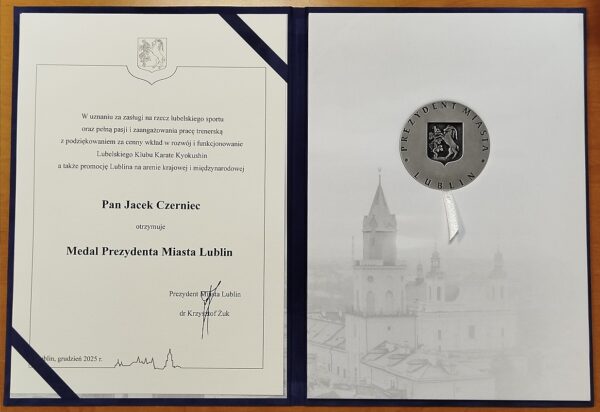 W uznaniu za zasługi na rzecz lubelskiego sportu
oraz pełną pasji i zaangażowania pracę trenerską
z podziękowaniem za cenny wkład w rozwój i funkcjonowanie
Lubelskiego Klubu Karate Kyokushin
a także promocję Lublina na arenie krajowej i międzynarodowej
Pan Jacek Czerniec
otrzymuje
Medal Prezydenta Miasta Lublin
Prezydent Miasta Lublin
dr Krzysztof Żuk
Lublin, grudzień 2025 r.
PREZYDENT MIASTA
LUBLIN